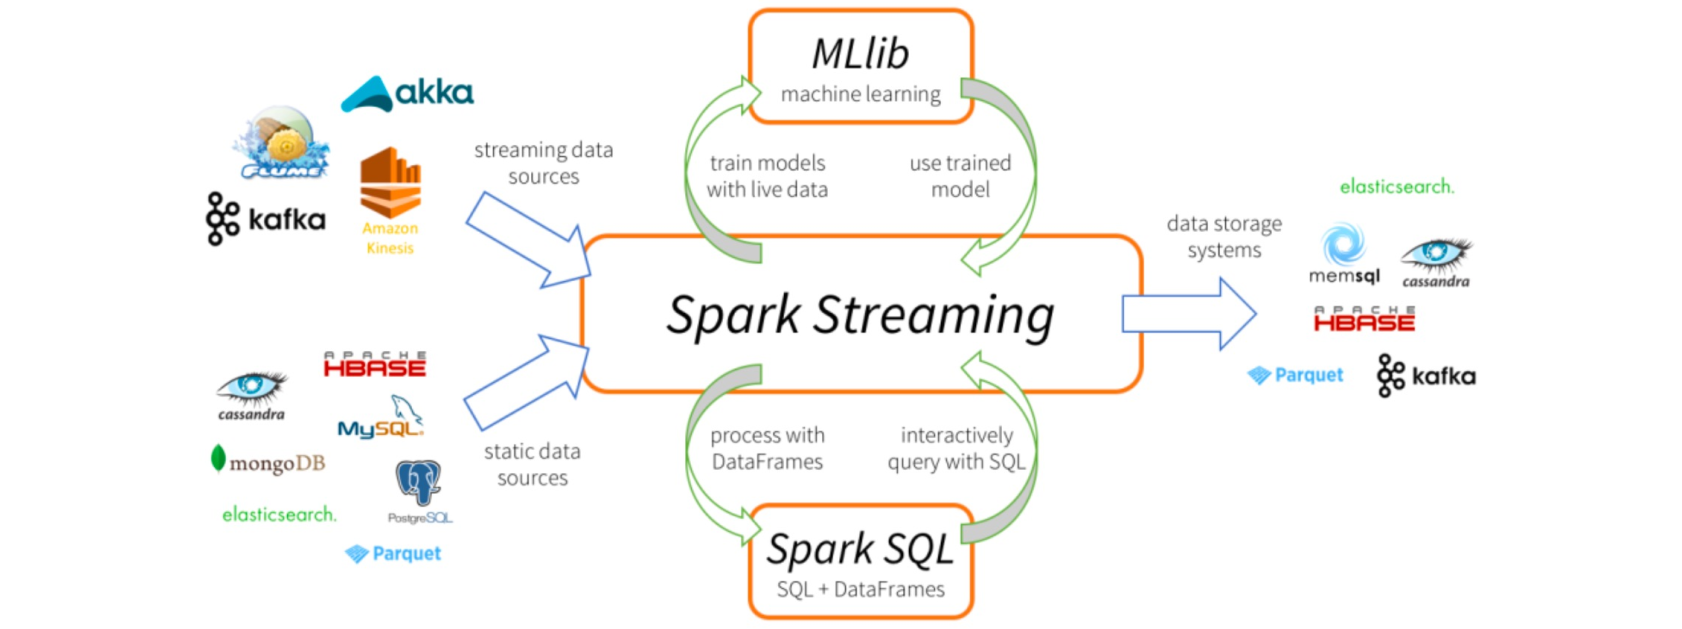 MLlib
machine learning
akka
FLUME
kafka
Amazon
Kinesis
streaming data
sources
train models
with live data
use trained
model
Spark Streaming
data storage
systems
elasticsearch.
memsql
cassandra
APACHE
HBASE
Parquet
kafka
APACHE
HBASE
cassandra
MySQL
mongoDB
PostgreSQL
elasticsearch.
Parquet
static data
sources
process with
DataFrames
interactively
query with SQL
Spark SQL
SQL + DataFrames